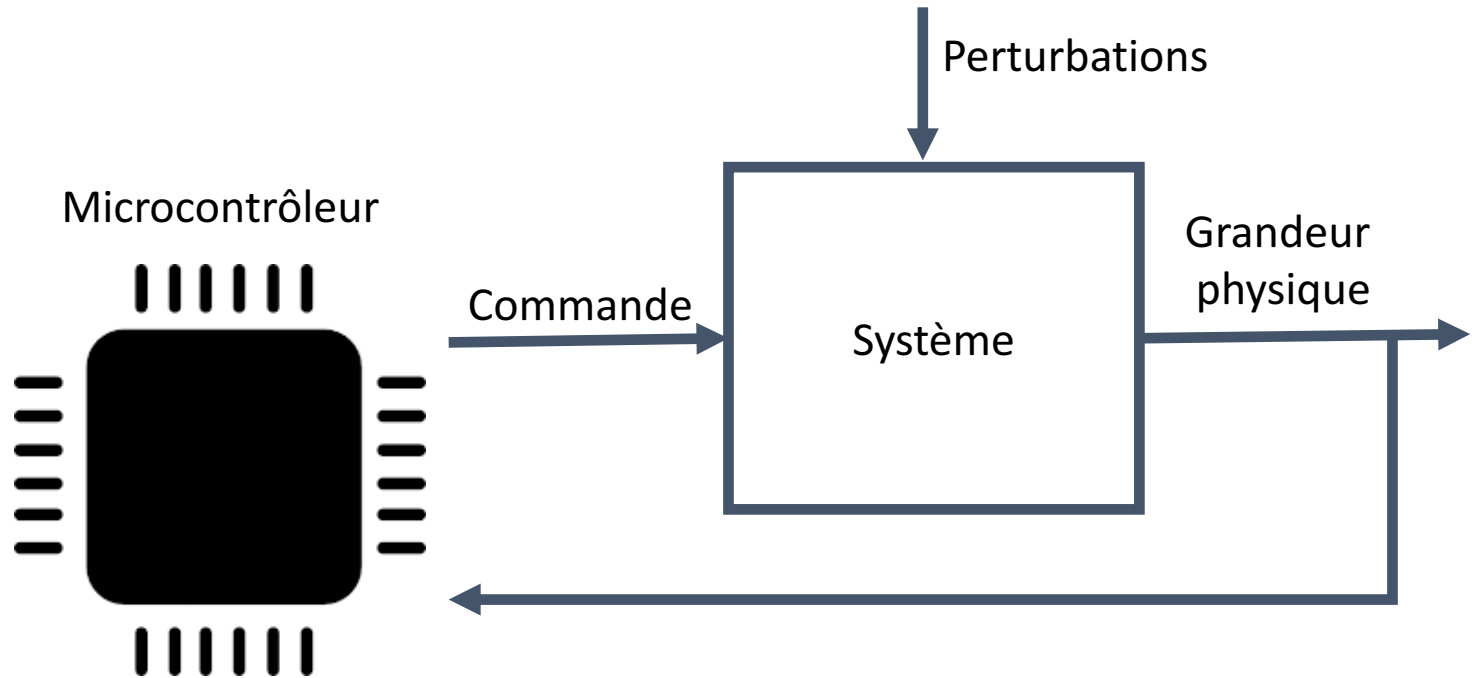 Perturbations
Microcontrôleur
Grandeur
physique
Commande
Système